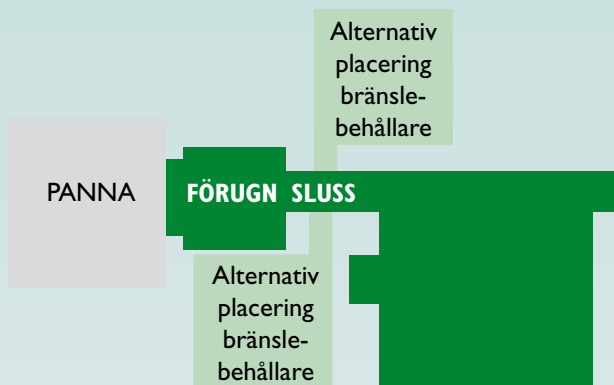 Alternativ
placering
bränsle-
behållare
PANNA
FÖRUGN SLUSS
Alternativ
placering
bränsle-
behållare